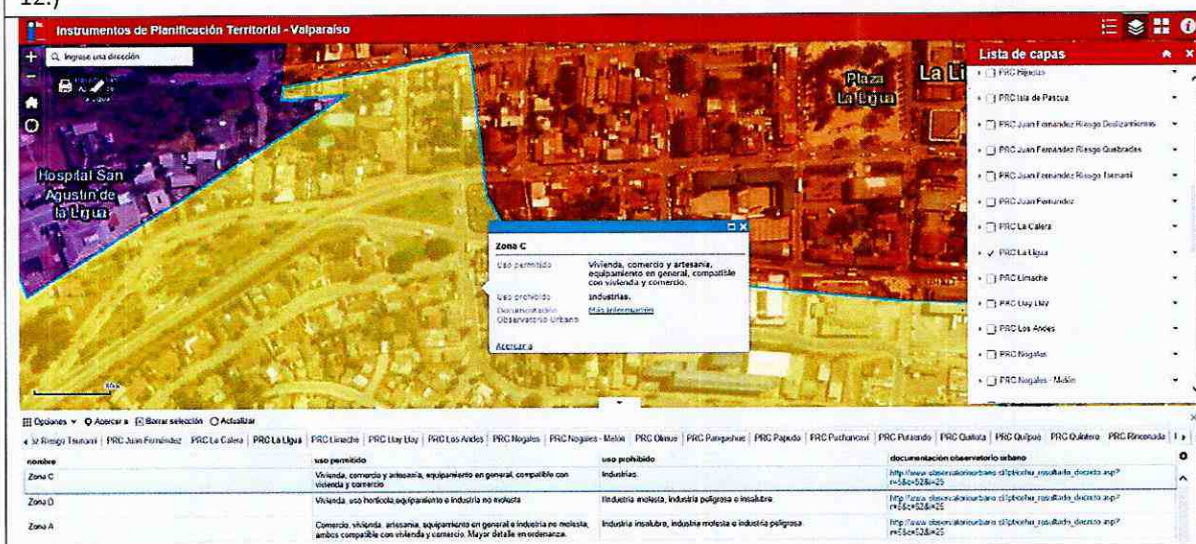 12.)
Instrumentos de Planificación Territorial - Valparaíso
Ingrese una dirección
Lista de capas
Plaza
La Ligua
La Li
Hospital San
Agustín de
la Ligua
PRC Hijuelas
PRC Isla de Pascua
PRC Juan Fernández Riesgo Deslizamientos
PRC Juan Fernández Riesgo Quebradas
PRC Juan Fernández Riesgo Tsunami
PRC Juan Fernández
PRC La Calera
PRC La Ligua
PRC Limache
PRC Llay Llay
PRC Los Andes
PRC Nogales
PRC Nogales - Melón
Zona C
Uso permitido Vivienda, comercio y artesanía,
equipamiento en general, compatible
con vivienda y comercio.
Uso prohibido Industrias.
Documentación Más información
Observatorio Urbano
Acercar a
Opciones Acercar a Borrar selección Actualizar
Riesgo Tsunami PRC Juan Fernández PRC La Calera PRC La Ligua PRC Limache PRC Llay Llay PRC Los Andes PRC Nogales PRC Nogales - Melón PRC Olmue PRC Panquehue PRC Papudo PRC Puchuncaví PRC Putaendo PRC Quillota PRC Quilpué PRC Quintero PRC Rinconada
nombre uso permitido uso prohibido documentación observatorio urbano
Zona C Vivienda, comercio y artesanía, equipamiento en general, compatible con Industrias.
vivienda y comercio
Zona D Vivienda, uso hortícola, equipamiento e industria no molesta Industria molesta, industria peligrosa e insalubre
Zona A Comercio, vivienda, artesanía, equipamiento en general e industria no molesta, Industria insalubre, industria molesta e industria peligrosa
ambos compatible con vivienda y comercio. Mayor detalle en ordenanza.